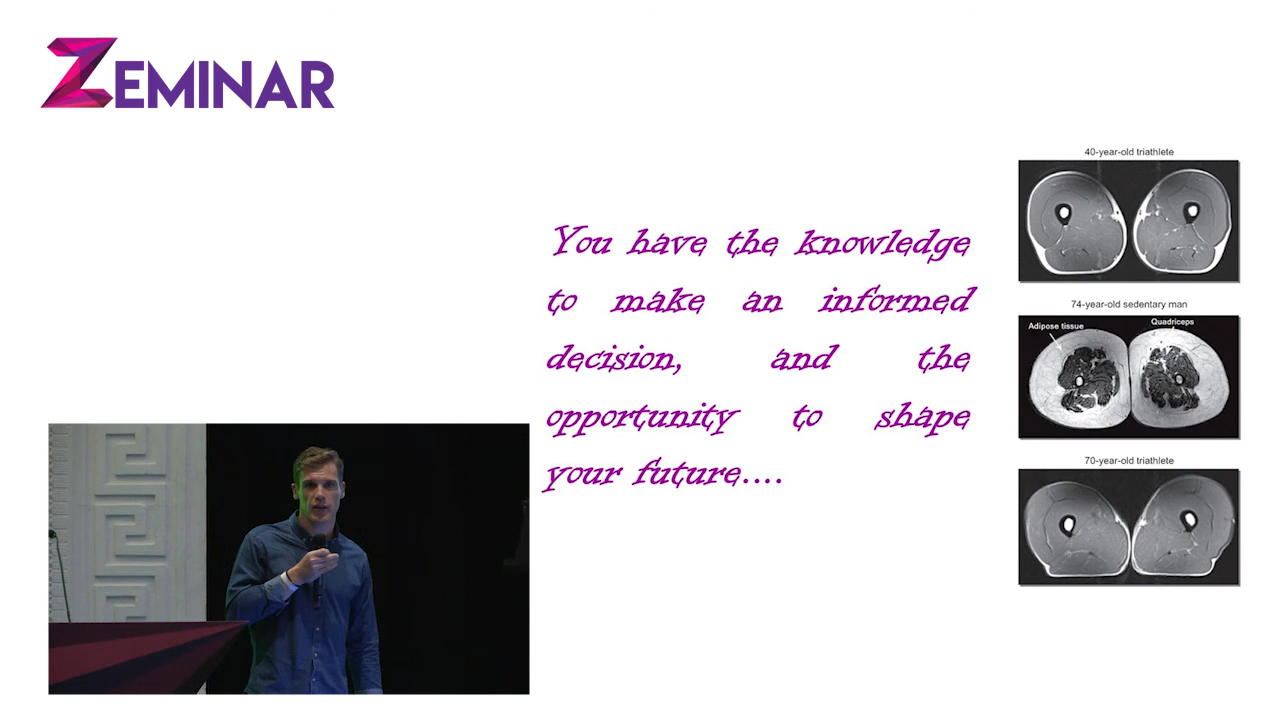 ZEMINAR
You have the knowledge
to make an informed
decision, and the
opportunity to shape
your future....
40-year-old triathlete
74-year-old sedentary man
Adipose tissue
Quadriceps
70-year-old triathlete